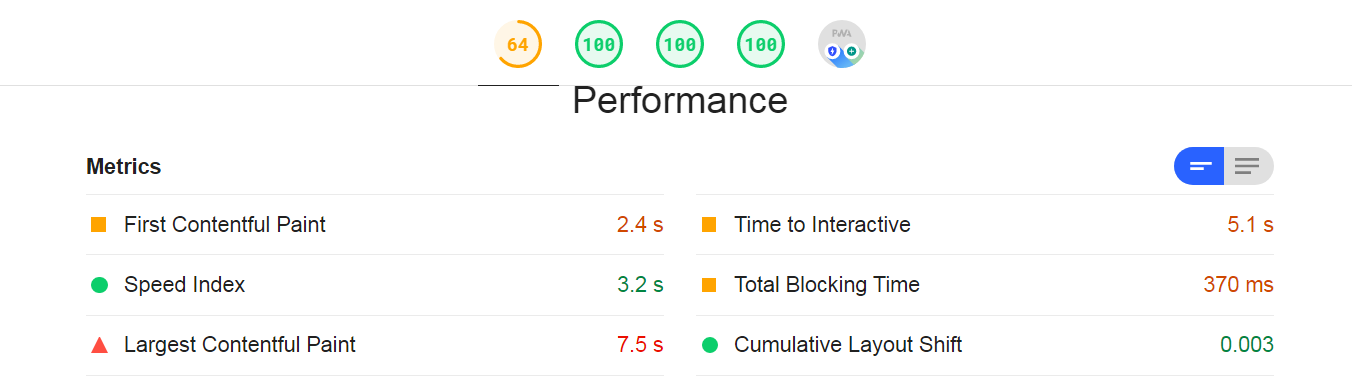 64 100 100 100 PWA
Performance
Metrics
First Contentful Paint 2.4 s
Time to Interactive 5.1 s
Speed Index 3.2 s
Total Blocking Time 370 ms
Largest Contentful Paint 7.5 s
Cumulative Layout Shift 0.003